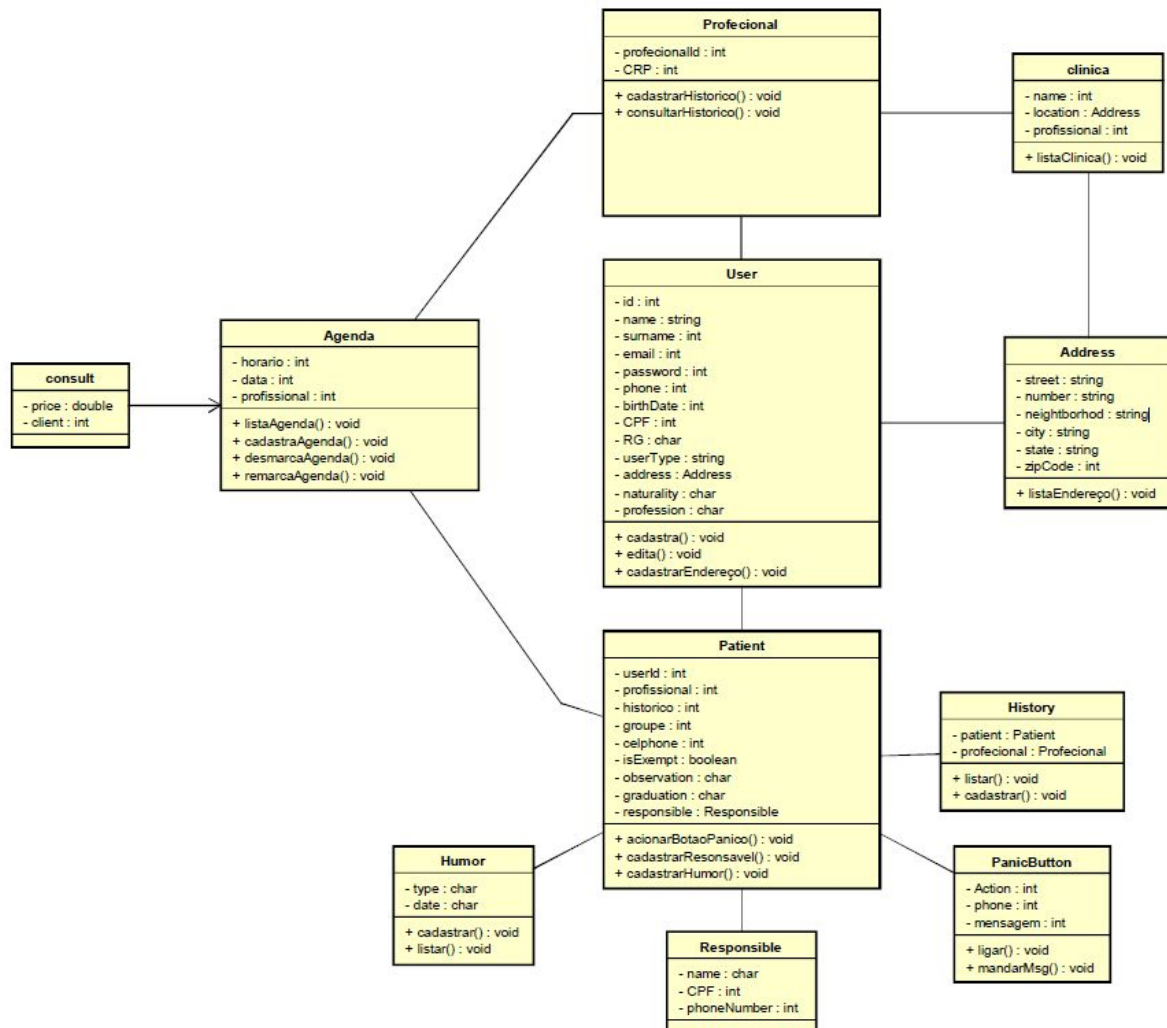 Profecional
- profecionalId : int
- CRP : int
+ cadastrarHistorico() : void
+ consultarHistorico() : void
clinica
- name : int
- location : Address
- profissional : int
+ listaClinica() : void
User
- id : int
- name : string
- surname : int
- email : int
- password : int
- phone : int
- birthDate : int
- CPF : int
- RG : char
- userType : string
- address : Address
- naturality : char
- profession : char
+ cadastra() : void
+ edita() : void
+ cadastrarEndereço() : void
Agenda
- horario : int
- data : int
- profissional : int
+ listaAgenda() : void
+ cadastraAgenda() : void
+ desmarcaAgenda() : void
+ remarcaAgenda() : void
consult
- price : double
- client : int
Address
- street : string
- number : string
- neightborhod : string
- city : string
- state : string
- zipCode : int
+ listaEndereço() : void
Patient
- userId : int
- profissional : int
- historico : int
- groupe : int
- celphone : int
- isExempt : boolean
- observation : char
- graduation : char
- responsible : Responsible
+ acionarBotaoPanico() : void
+ cadastrarResonsavel() : void
+ cadastrarHumor() : void
History
- patient : Patient
- profecional : Profecional
+ listar() : void
+ cadastrar() : void
Humor
- type : char
- date : char
+ cadastrar() : void
+ listar() : void
PanicButton
- Action : int
- phone : int
- mensagem : int
+ ligar() : void
+ mandarMsg() : void
Responsible
- name : char
- CPF : int
- phoneNumber : int